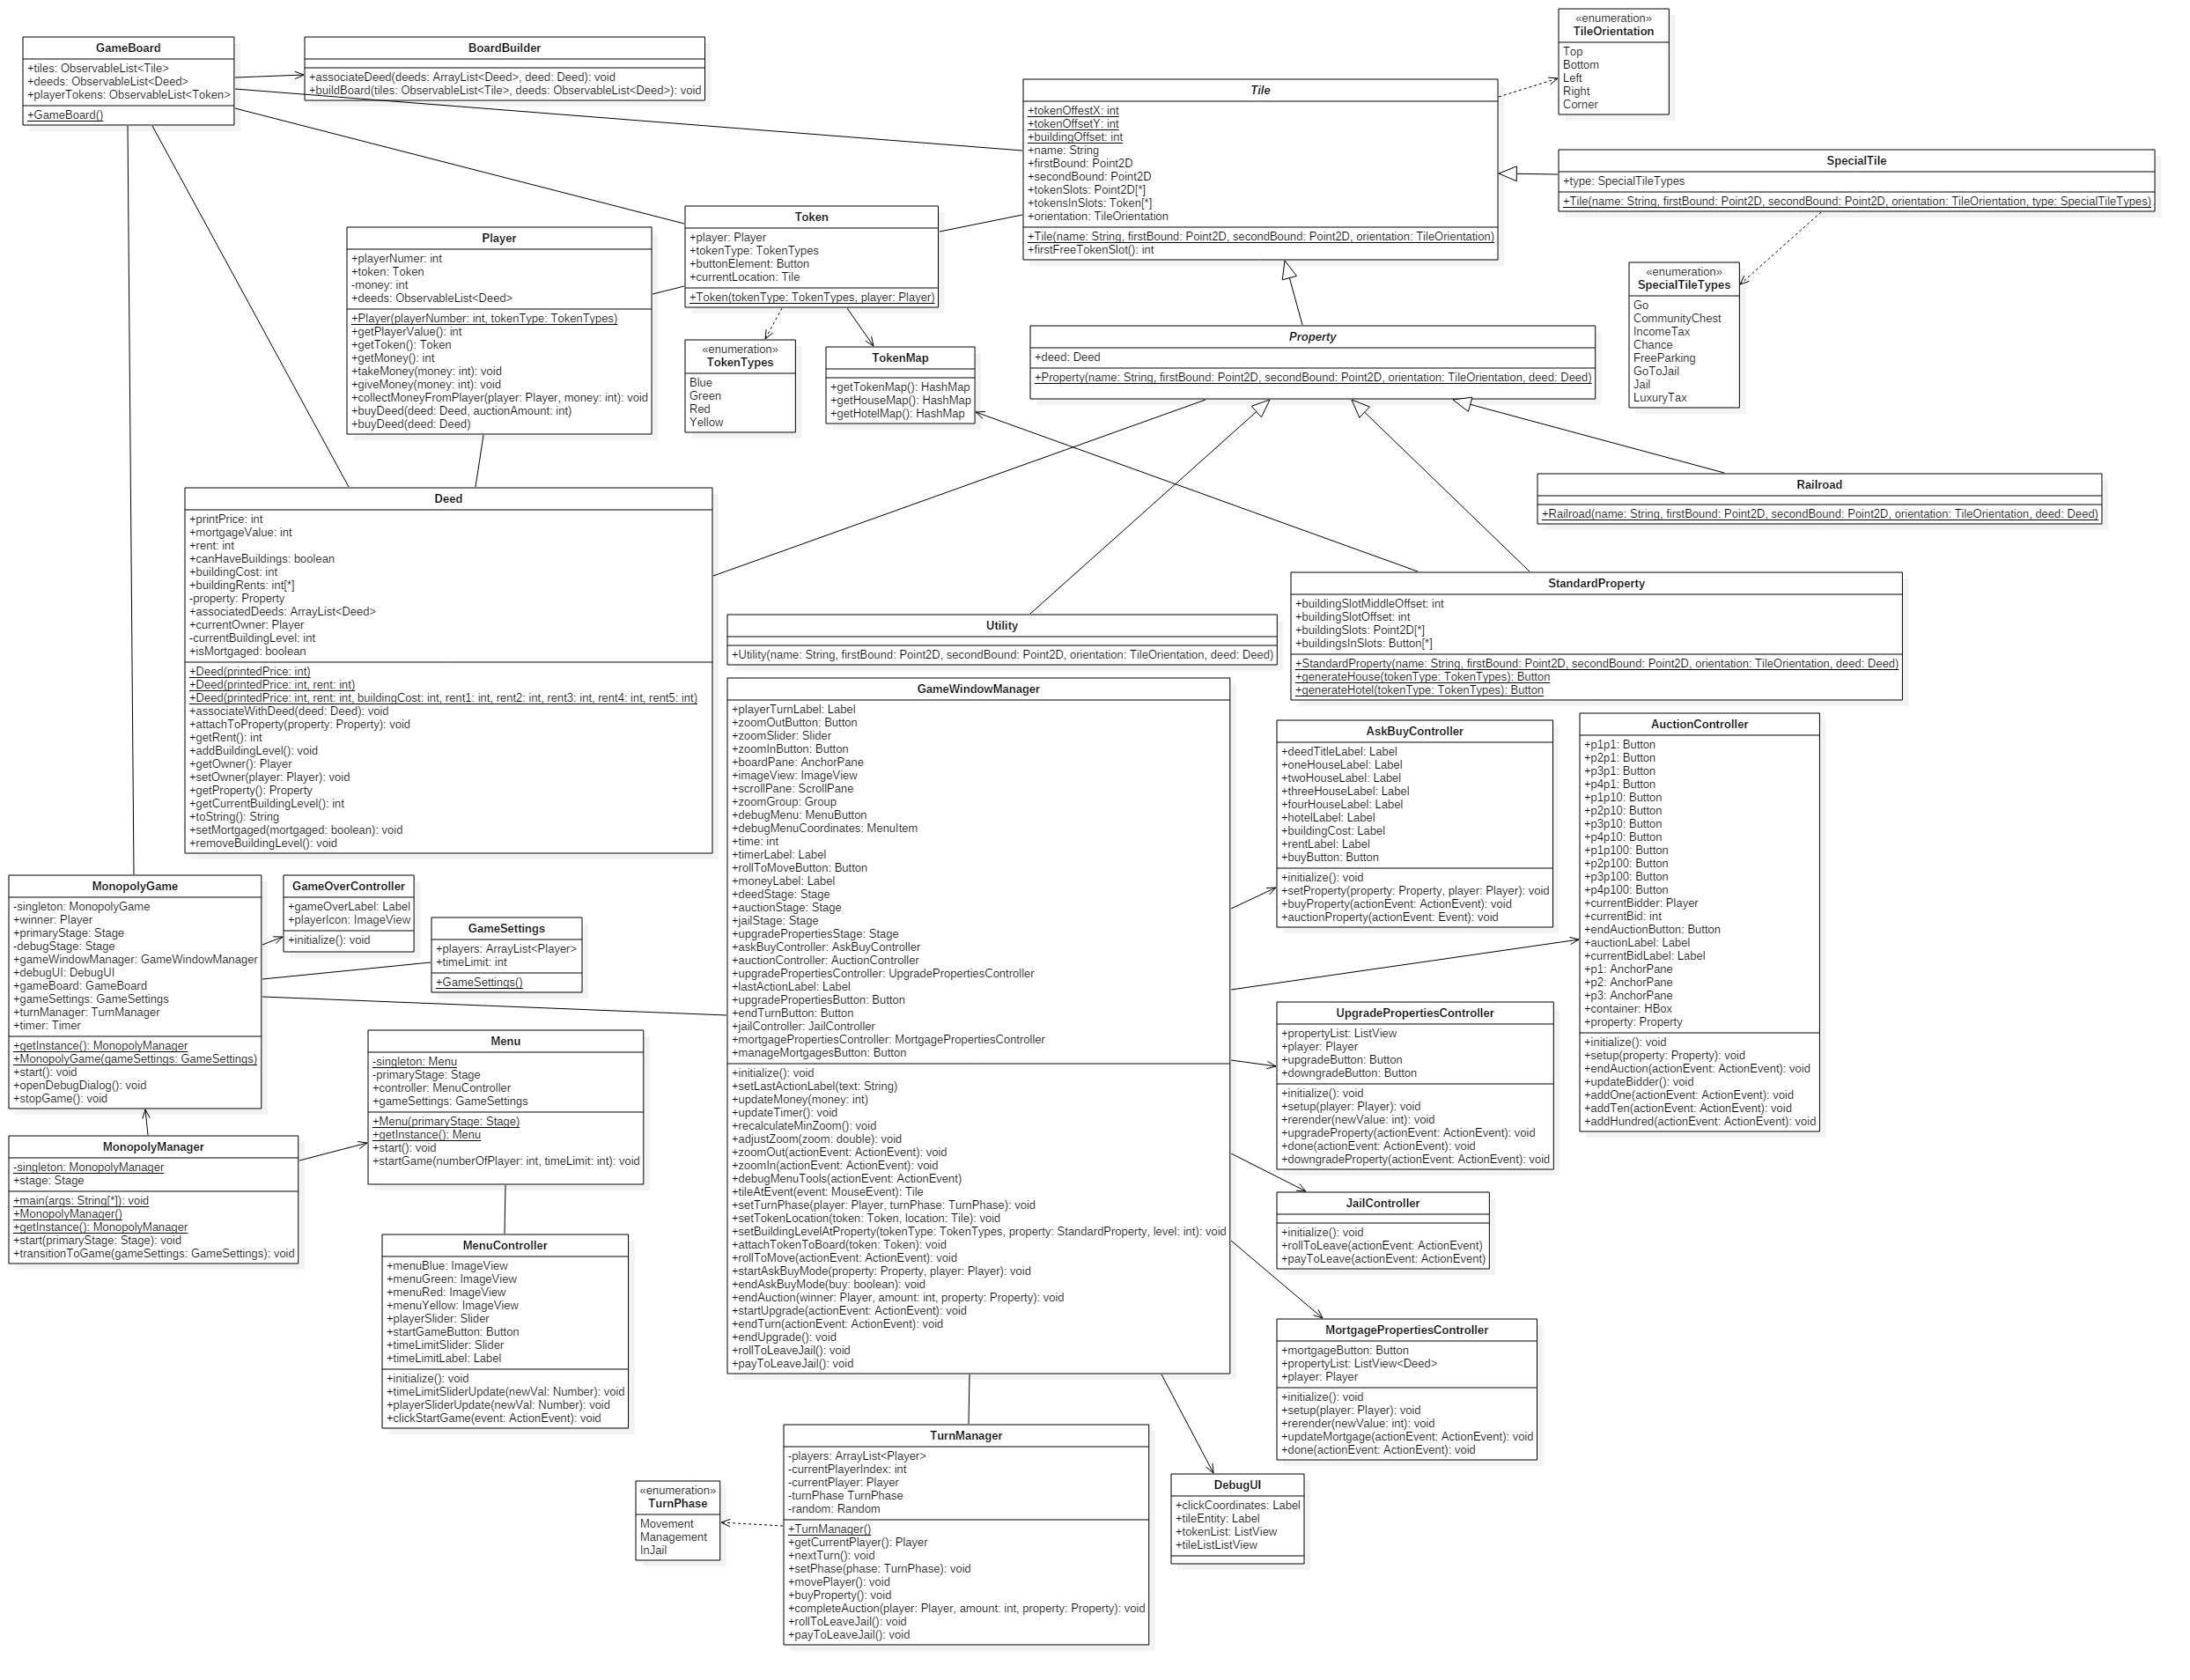 GameBoard
+tiles: ObservableList<Tile>
+deeds: ObservableList<Deed>
+playerTokens: ObservableList<Token>
+GameBoard()
BoardBuilder
+associateDeed(deeds: ArrayList<Deed>, deed: Deed): void
+buildBoard(tiles: ObservableList<Tile>, deeds: ObservableList<Deed>): void
Tile
+tokenOffestX: int
+tokenOffsetY: int
+buildingOffset: int
+name: String
+firstBound: Point2D
+secondBound: Point2D
+tokenSlots: Point2D[*]
+tokensInSlots: Token[*]
+orientation: TileOrientation
+Tile(name: String, firstBound: Point2D, secondBound: Point2D, orientation: TileOrientation)
+firstFreeTokenSlot(): int
«enumeration»
TileOrientation
Top
Bottom
Left
Right
Corner
SpecialTile
+type: SpecialTileTypes
+Tile(name: String, firstBound: Point2D, secondBound: Point2D, orientation: TileOrientation, type: SpecialTileTypes)
«enumeration»
SpecialTileTypes
Go
CommunityChest
IncomeTax
Chance
FreeParking
GoToJail
Jail
LuxuryTax
Token
+player: Player
+tokenType: TokenTypes
+buttonElement: Button
+currentLocation: Tile
+Token(tokenType: TokenTypes, player: Player)
Player
+playerNumer: int
+token: Token
-money: int
+deeds: ObservableList<Deed>
+Player(playerNumber: int, tokenType: TokenTypes)
+getPlayerValue(): int
+getToken(): Token
+getMoney(): int
+takeMoney(money: int): void
+giveMoney(money: int): void
+collectMoneyFromPlayer(player: Player, money: int): void
+buyDeed(deed: Deed, auctionAmount: int)
+buyDeed(deed: Deed)
«enumeration»
TokenTypes
Blue
Green
Red
Yellow
TokenMap
+getTokenMap(): HashMap
+getHouseMap(): HashMap
+getHotelMap(): HashMap
Property
+deed: Deed
+Property(name: String, firstBound: Point2D, secondBound: Point2D, orientation: TileOrientation, deed: Deed)
Railroad
+Railroad(name: String, firstBound: Point2D, secondBound: Point2D, orientation: TileOrientation, deed: Deed)
Deed
+printPrice: int
+mortgageValue: int
+rent: int
+canHaveBuildings: boolean
+buildingCost: int
+buildingRents: int[*]
-property: Property
+associatedDeeds: ArrayList<Deed>
+currentOwner: Player
-currentBuildingLevel: int
+isMortgaged: boolean
+Deed(printedPrice: int)
+Deed(printedPrice: int, rent: int)
+Deed(printedPrice: int, rent: int, buildingCost: int, rent1: int, rent2: int, rent3: int, rent4: int, rent5: int)
+associateWithDeed(deed: Deed): void
+attachToProperty(property: Property): void
+getRent(): int
+addBuildingLevel(): void
+getOwner(): Player
+setOwner(player: Player): void
+getProperty(): Property
+getCurrentBuildingLevel(): int
+toString(): String
+setMortgaged(mortgaged: boolean): void
+removeBuildingLevel(): void
StandardProperty
+buildingSlotMiddleOffset: int
+buildingSlotOffset: int
+buildingSlots: Point2D[*]
+buildingsInSlots: Button[*]
+StandardProperty(name: String, firstBound: Point2D, secondBound: Point2D, orientation: TileOrientation, deed: Deed)
+generateHouse(tokenType: TokenTypes): Button
+generateHotel(tokenType: TokenTypes): Button
Utility
+Utility(name: String, firstBound: Point2D, secondBound: Point2D, orientation: TileOrientation, deed: Deed)
GameWindowManager
+playerTurnLabel: Label
+zoomOutButton: Button
+zoomSlider: Slider
+zoomInButton: Button
+boardPane: AnchorPane
+imageView: ImageView
+scrollPane: ScrollPane
+zoomGroup: Group
+debugMenu: MenuButton
+debugMenuCoordinates: MenuItem
+time: int
+timerLabel: Label
+rollToMoveButton: Button
+moneyLabel: Label
+deedStage: Stage
+auctionStage: Stage
+jailStage: Stage
+upgradePropertiesStage: Stage
+askBuyController: AskBuyController
+auctionController: AuctionController
+upgradePropertiesController: UpgradePropertiesController
+lastActionLabel: Label
+upgradePropertiesButton: Button
+endTurnButton: Button
+jailController: JailController
+mortgagePropertiesController: MortgagePropertiesController
+manageMortgagesButton: Button
+initialize(): void
+setLastActionLabel(text: String)
+updateMoney(money: int)
+updateTimer(): void
+recalculateMinZoom(): void
+adjustZoom(zoom: double): void
+zoomOut(actionEvent: ActionEvent): void
+zoomIn(actionEvent: ActionEvent): void
+debugMenuTools(actionEvent: ActionEvent)
+tileAtEvent(event: MouseEvent): Tile
+setTurnPhase(player: Player, turnPhase: TurnPhase): void
+setTokenLocation(token: Token, location: Tile): void
+setBuildingLevelAtProperty(tokenType: TokenTypes, property: StandardProperty, level: int): void
+attachTokenToBoard(token: Token): void
+rollToMove(actionEvent: ActionEvent): void
+startAskBuyMode(property: Property, player: Player): void
+endAskBuyMode(buy: boolean): void
+endAuction(winner: Player, amount: int, property: Property): void
+startUpgrade(actionEvent: ActionEvent): void
+endTurn(actionEvent: ActionEvent): void
+endUpgrade(): void
+rollToLeaveJail(): void
+payToLeaveJail(): void
AskBuyController
+deedTitleLabel: Label
+oneHouseLabel: Label
+twoHouseLabel: Label
+threeHouseLabel: Label
+fourHouseLabel: Label
+hotelLabel: Label
+buildingCost: Label
+rentLabel: Label
+buyButton: Button
+initialize(): void
+setProperty(property: Property, player: Player): void
+buyProperty(actionEvent: ActionEvent): void
+auctionProperty(actionEvent: Event): void
AuctionController
+p1p1: Button
+p2p1: Button
+p3p1: Button
+p4p1: Button
+p1p10: Button
+p2p10: Button
+p3p10: Button
+p4p10: Button
+p1p100: Button
+p2p100: Button
+p3p100: Button
+p4p100: Button
+currentBidder: Player
+currentBid: int
+endAuctionButton: Button
+auctionLabel: Label
+currentBidLabel: Label
+p1: AnchorPane
+p2: AnchorPane
+p3: AnchorPane
+container: HBox
+property: Property
+initialize(): void
+setup(property: Property): void
+endAuction(actionEvent: ActionEvent): void
+updateBidder(): void
+addOne(actionEvent: ActionEvent): void
+addTen(actionEvent: ActionEvent): void
+addHundred(actionEvent: ActionEvent): void
MonopolyGame
-singleton: MonopolyGame
+winner: Player
+primaryStage: Stage
-debugStage: Stage
+gameWindowManager: GameWindowManager
+debugUI: DebugUI
+gameBoard: GameBoard
+gameSettings: GameSettings
+turnManager: TurnManager
+timer: Timer
+getInstance(): MonopolyManager
+MonopolyGame(gameSettings: GameSettings)
+start(): void
+openDebugDialog(): void
+stopGame(): void
GameOverController
+gameOverLabel: Label
+playerIcon: ImageView
+initialize(): void
GameSettings
+players: ArrayList<Player>
+timeLimit: int
+GameSettings()
UpgradePropertiesController
+propertyList: ListView
+player: Player
+upgradeButton: Button
+downgradeButton: Button
+initialize(): void
+setup(player: Player): void
+rerender(newValue: int): void
+upgradeProperty(actionEvent: ActionEvent): void
+done(actionEvent: ActionEvent): void
+downgradeProperty(actionEvent: ActionEvent): void
Menu
-singleton: Menu
-primaryStage: Stage
+controller: MenuController
+gameSettings: GameSettings
+Menu(primaryStage: Stage)
+getInstance(): Menu
+start(): void
+startGame(numberOfPlayer: int, timeLimit: int): void
MonopolyManager
-singleton: MonopolyManager
+stage: Stage
+main(args: String[*]): void
+MonopolyManager()
+getInstance(): MonopolyManager
+start(primaryStage: Stage): void
+transitionToGame(gameSettings: GameSettings): void
JailController
+initialize(): void
+rollToLeave(actionEvent: ActionEvent)
+payToLeave(actionEvent: ActionEvent)
MenuController
+menuBlue: ImageView
+menuGreen: ImageView
+menuRed: ImageView
+menuYellow: ImageView
+playerSlider: Slider
+startGameButton: Button
+timeLimitSlider: Slider
+timeLimitLabel: Label
+initialize(): void
+timeLimitSliderUpdate(newVal: Number): void
+playerSliderUpdate(newVal: Number): void
+clickStartGame(event: ActionEvent): void
MortgagePropertiesController
+mortgageButton: Button
+propertyList: ListView<Deed>
+player: Player
+initialize(): void
+setup(player: Player): void
+rerender(newValue: int): void
+updateMortgage(actionEvent: ActionEvent): void
+done(actionEvent: ActionEvent): void
TurnManager
-players: ArrayList<Player>
-currentPlayerIndex: int
-currentPlayer: Player
-turnPhase TurnPhase
-random: Random
+TurnManager()
+getCurrentPlayer(): Player
+nextTurn(): void
+setPhase(phase: TurnPhase): void
+movePlayer(): void
+buyProperty(): void
+completeAuction(player: Player, amount: int, property: Property): void
+rollToLeaveJail(): void
+payToLeaveJail(): void
«enumeration»
TurnPhase
Movement
Management
InJail
DebugUI
+clickCoordinates: Label
+tileEntity: Label
+tokenList: ListView
+tileListListView